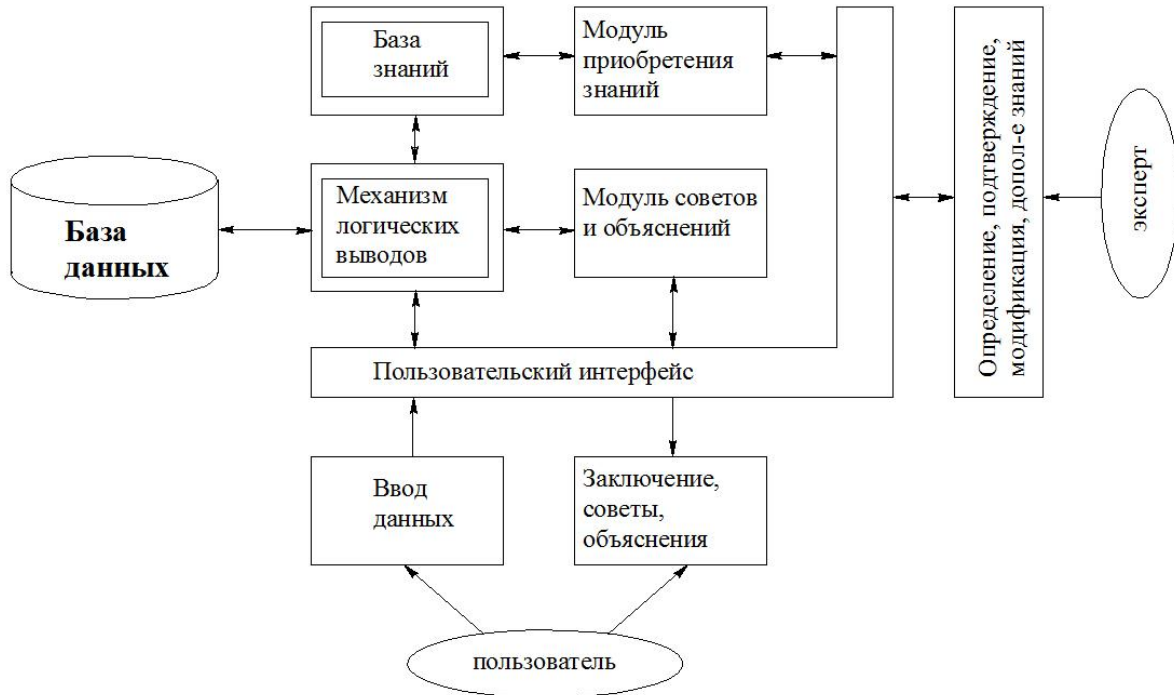 База
знаний
Модуль
приобретения
знаний
Определение, подтверждение,
модификация, допол-е знаний
эксперт
База
данных
Механизм
логических
выводов
Модуль советов
и объяснений
Пользовательский интерфейс
Ввод
данных
Заключение,
советы,
объяснения
пользователь